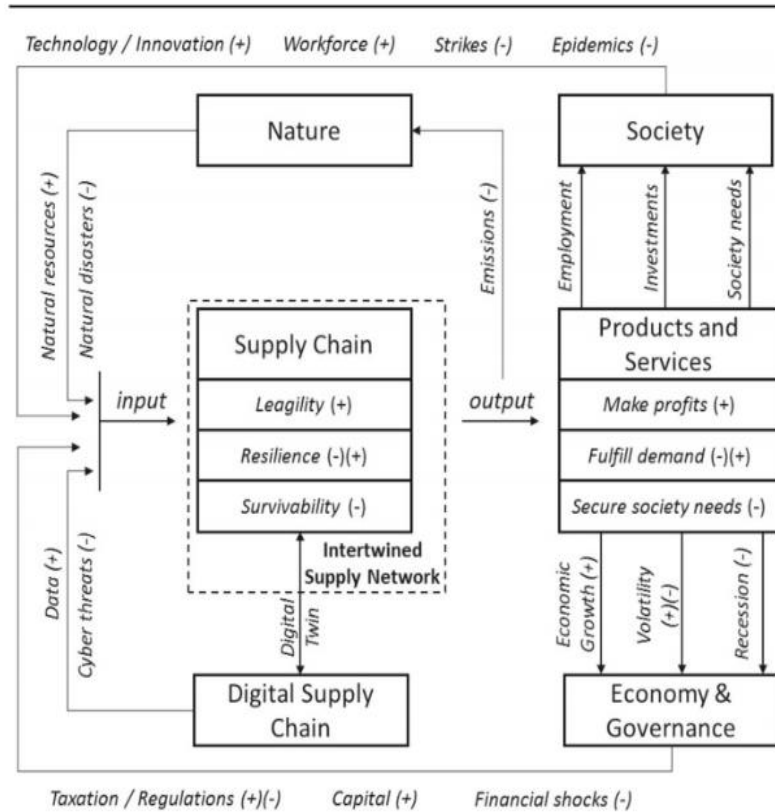 Technology / Innovation (+) Workforce (+) Strikes (-) Epidemics (-)
Nature
Society
Natural resources (+)
Natural disasters (-)
Emissions (-)
Employment
Investments
Society needs
Supply Chain
Leagility (+)
Resilience (-)(+)
Survivability (-)
Intertwined
Supply Network
input
output
Products and
Services
Make profits (+)
Fulfill demand (-)(+)
Secure society needs (-)
Data (+)
Cyber threats (-)
Digital
Twin
Economic
Growth (+)
Volatility
(+)(-)
Recession (-)
Digital Supply
Chain
Economy &
Governance
Taxation / Regulations (+)(-) Capital (+) Financial shocks (-)